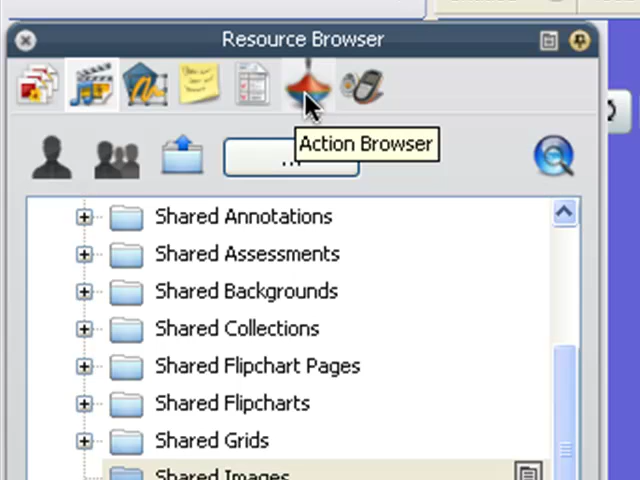 Resource Browser
Action Browser
...
Shared Annotations
Shared Assessments
Shared Backgrounds
Shared Collections
Shared Flipchart Pages
Shared Flipcharts
Shared Grids
Shared Images